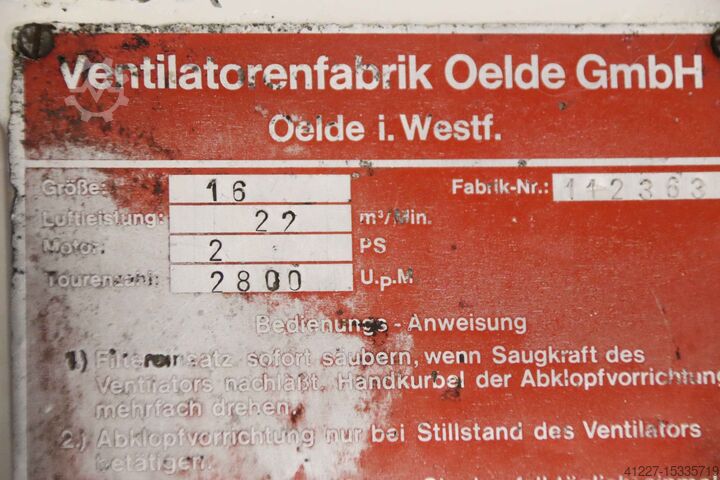 Ventilatorenfabrik Oelde GmbH
Oelde i. Westf.
Größe: 16 Fabrik-Nr.: 112363
Luftleistung: 22 m³/Min.
Motor: 2 PS
Tourenzahl: 2800 U.p.M
Bedienungs - Anweisung
1.) Filtereinsatz sofort säubern, wenn Saugkraft des
Ventilators nachläßt. Handkurbel der Abklopfvorrichtung
mehrfach drehen.
2.) Abklopfvorrichtung nur bei Stillstand des Ventilators
betätigen.
41227-15335719